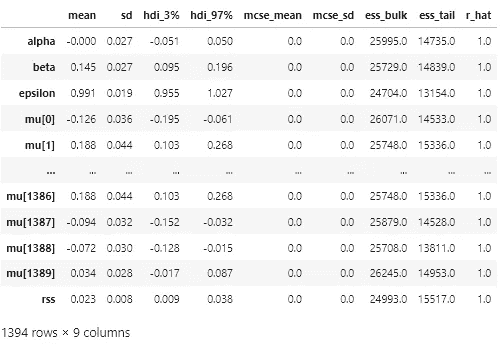 mean sd hdi_3% hdi_97% mcse_mean mcse_sd ess_bulk ess_tail r_hat
alpha -0.000 0.027 -0.051 0.050 0.0 0.0 25995.0 14735.0 1.0
beta 0.145 0.027 0.095 0.196 0.0 0.0 25729.0 14839.0 1.0
epsilon 0.991 0.019 0.955 1.027 0.0 0.0 24704.0 13154.0 1.0
mu[0] -0.126 0.036 -0.195 -0.061 0.0 0.0 26071.0 14533.0 1.0
mu[1] 0.188 0.044 0.103 0.268 0.0 0.0 25748.0 15336.0 1.0
... ... ... ... ... ... ... ... ... ...
mu[1386] 0.188 0.044 0.103 0.268 0.0 0.0 25748.0 15336.0 1.0
mu[1387] -0.094 0.032 -0.152 -0.032 0.0 0.0 25879.0 14528.0 1.0
mu[1388] -0.072 0.030 -0.128 -0.015 0.0 0.0 25708.0 13811.0 1.0
mu[1389] 0.034 0.028 -0.017 0.087 0.0 0.0 26245.0 14953.0 1.0
rss 0.023 0.008 0.009 0.038 0.0 0.0 24993.0 15517.0 1.0
1394 rows × 9 columns